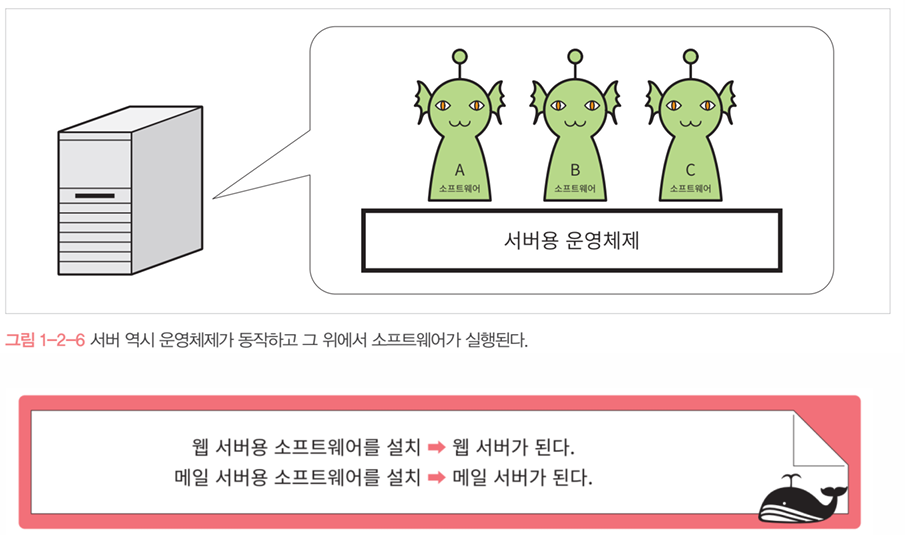 A
소프트웨어
B
소프트웨어
C
소프트웨어
서버용 운영체제
그림 1-2-6 서버 역시 운영체제가 동작하고 그 위에서 소프트웨어가 실행된다.
웹 서버용 소프트웨어를 설치 ➡ 웹 서버가 된다.
메일 서버용 소프트웨어를 설치 ➡ 메일 서버가 된다.